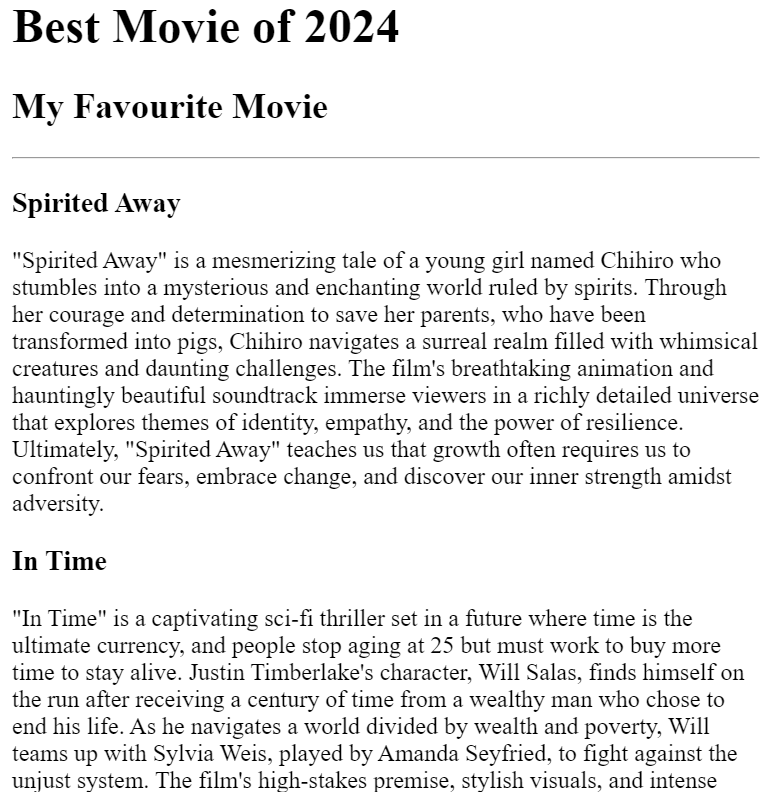 Best Movie of 2024
My Favourite Movie
Spirited Away
"Spirited Away" is a mesmerizing tale of a young girl named Chihiro who
stumbles into a mysterious and enchanting world ruled by spirits. Through
her courage and determination to save her parents, who have been
transformed into pigs, Chihiro navigates a surreal realm filled with whimsical
creatures and daunting challenges. The film's breathtaking animation and
hauntingly beautiful soundtrack immerse viewers in a richly detailed universe
that explores themes of identity, empathy, and the power of resilience.
Ultimately, "Spirited Away" teaches us that growth often requires us to
confront our fears, embrace change, and discover our inner strength amidst
adversity.
In Time
"In Time" is a captivating sci-fi thriller set in a future where time is the
ultimate currency, and people stop aging at 25 but must work to buy more
time to stay alive. Justin Timberlake's character, Will Salas, finds himself on
the run after receiving a century of time from a wealthy man who chose to
end his life. As he navigates a world divided by wealth and poverty, Will
teams up with Sylvia Weis, played by Amanda Seyfried, to fight against the
unjust system. The film's high-stakes premise, stylish visuals, and intense